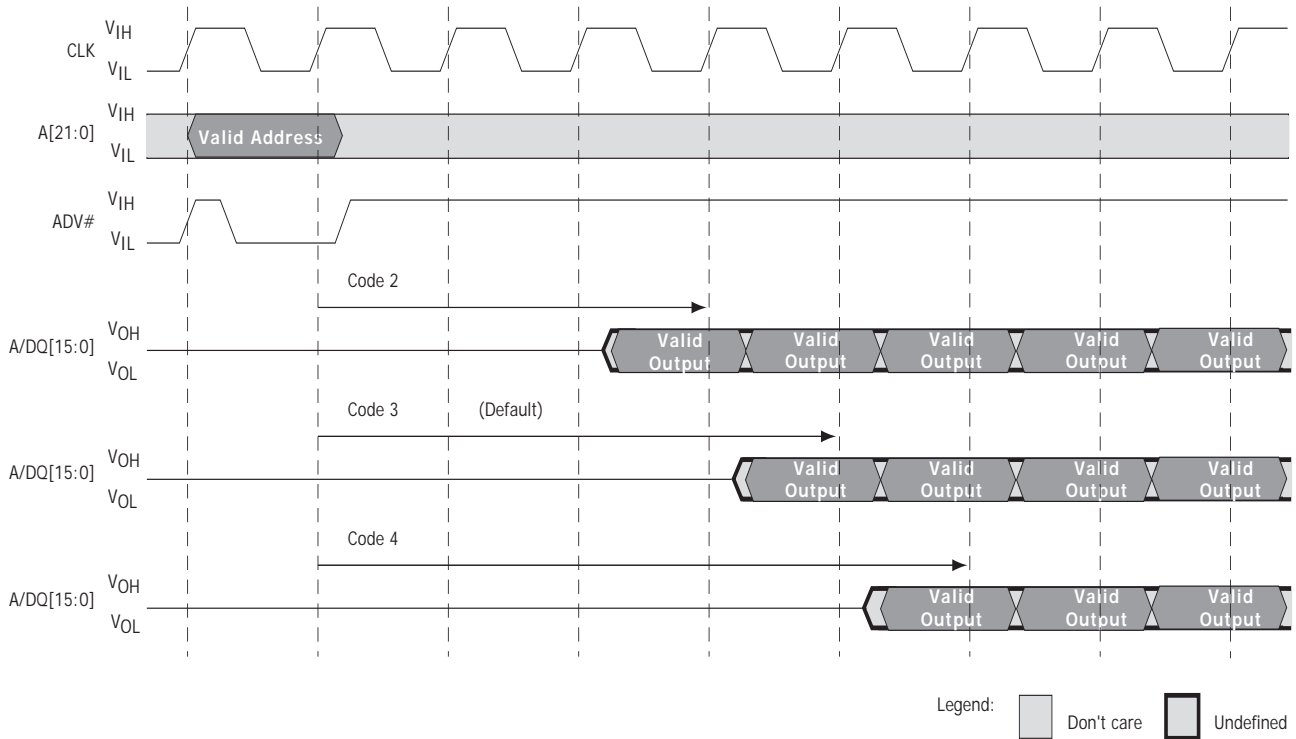 CLK VIH
VIL
A[21:0] VIH
VIL
Valid Address
ADV# VIH
VIL
Code 2
A/DQ[15:0] VOH
VOL
Valid Valid Valid Valid Valid
Output Output Output Output Output
Code 3 (Default)
A/DQ[15:0] VOH
VOL
Valid Valid Valid Valid
Output Output Output Output
Code 4
A/DQ[15:0] VOH
VOL
Valid Valid Valid
Output Output Output
Legend: Don't care Undefined